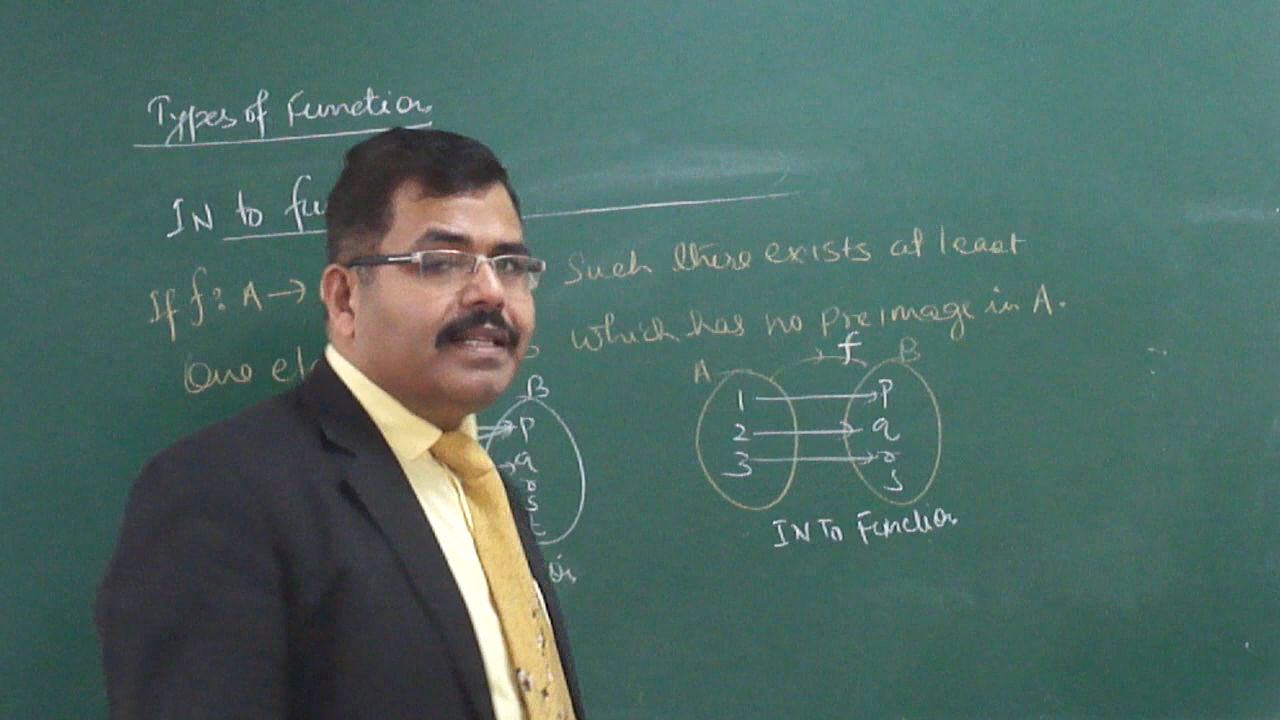 Types of Function
IN to fu
If f: A → Such there exists at least
One el which has no preimage in A.
B
p
q
r
s
t
A f B
1 p
2 q
3 r
s
IN TO Function